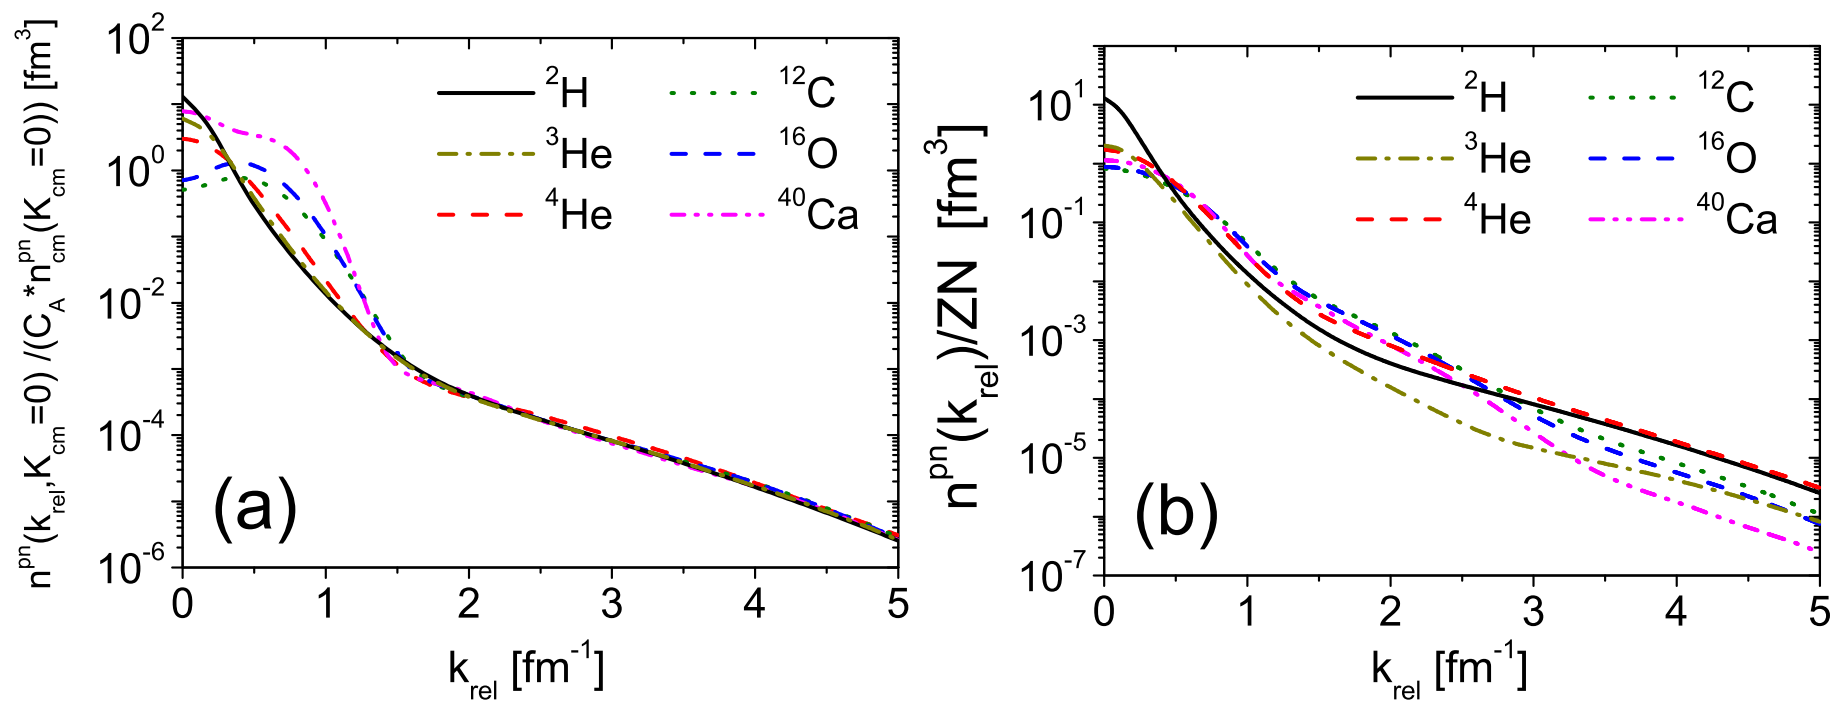 n^pn(k_rel,K_cm=0) /(C_A*n^pn_cm(K_cm=0)) [fm^3]
10^2
10^0
10^-2
10^-4
10^-6
^2H
^3He
^4He
^12C
^16O
^40Ca
(a)
0 1 2 3 4 5
k_rel [fm^-1]
n^pn(k_rel)/ZN [fm^3]
10^1
10^-1
10^-3
10^-5
10^-7
^2H
^3He
^4He
^12C
^16O
^40Ca
(b)
0 1 2 3 4 5
k_rel [fm^-1]